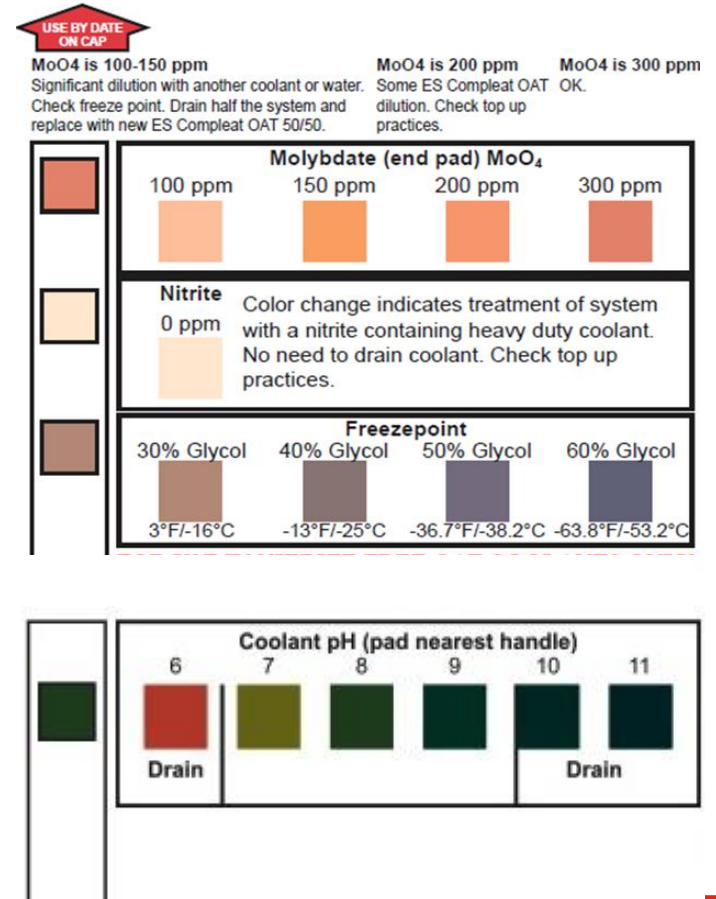 USE BY DATE
ON CAP
MoO4 is 100-150 ppm
Significant dilution with another coolant or water.
Check freeze point. Drain half the system and
replace with new ES Compleat OAT 50/50.
MoO4 is 200 ppm
Some ES Compleat OAT
dilution. Check top up
practices.
MoO4 is 300 ppm
OK.
Molybdate (end pad) MoO₄
100 ppm 150 ppm 200 ppm 300 ppm
Nitrite
0 ppm
Color change indicates treatment of system
with a nitrite containing heavy duty coolant.
No need to drain coolant. Check top up
practices.
Freezepoint
30% Glycol 40% Glycol 50% Glycol 60% Glycol
3°F/-16°C -13°F/-25°C -36.7°F/-38.2°C -63.8°F/-53.2°C
Coolant pH (pad nearest handle)
6 7 8 9 10 11
Drain Drain